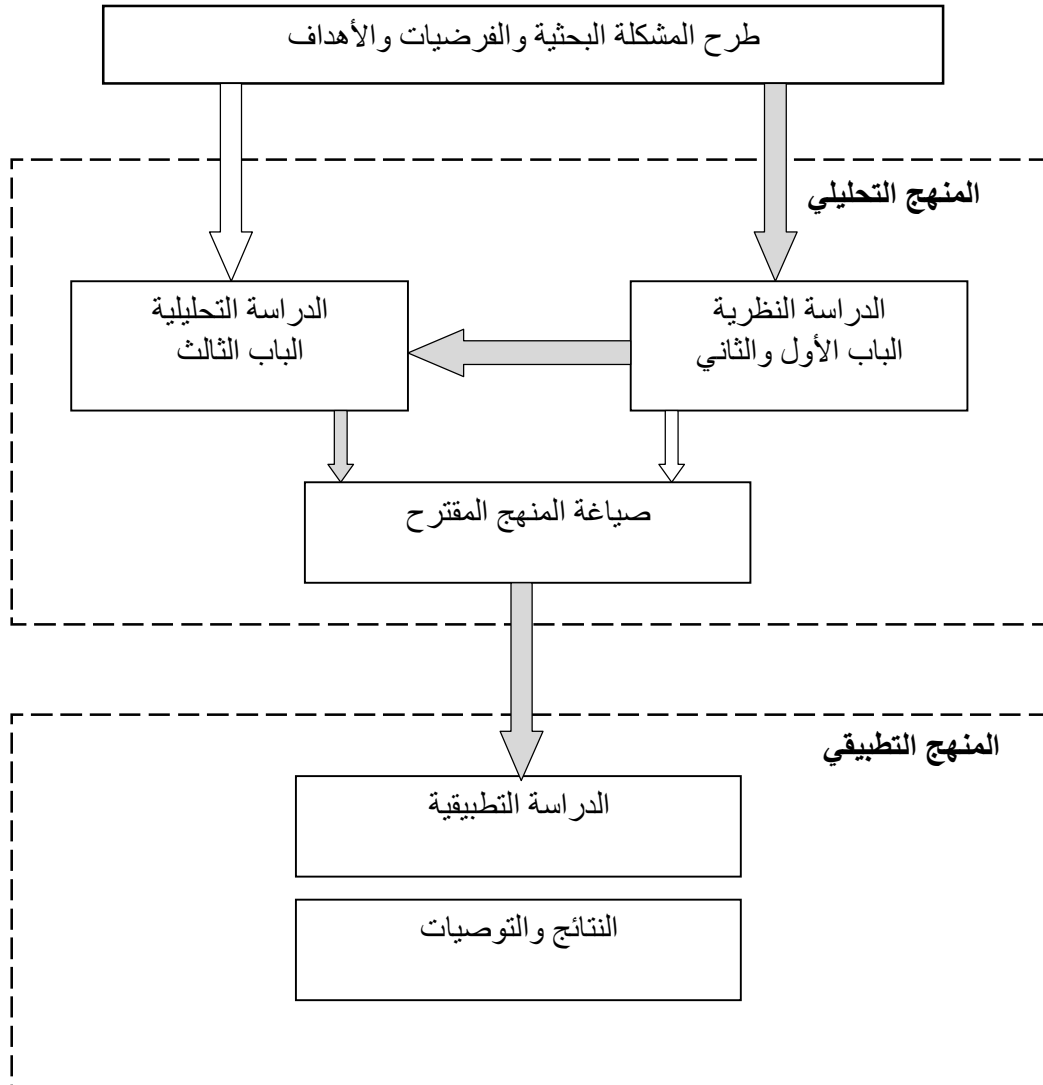 طرح المشكلة البحثية والفرضيات والأهداف
المنهج التحليلي
الدراسة النظرية
الباب الأول والثاني
الدراسة التحليلية
الباب الثالث
صياغة المنهج المقترح
المنهج التطبيقي
الدراسة التطبيقية
النتائج والتوصيات